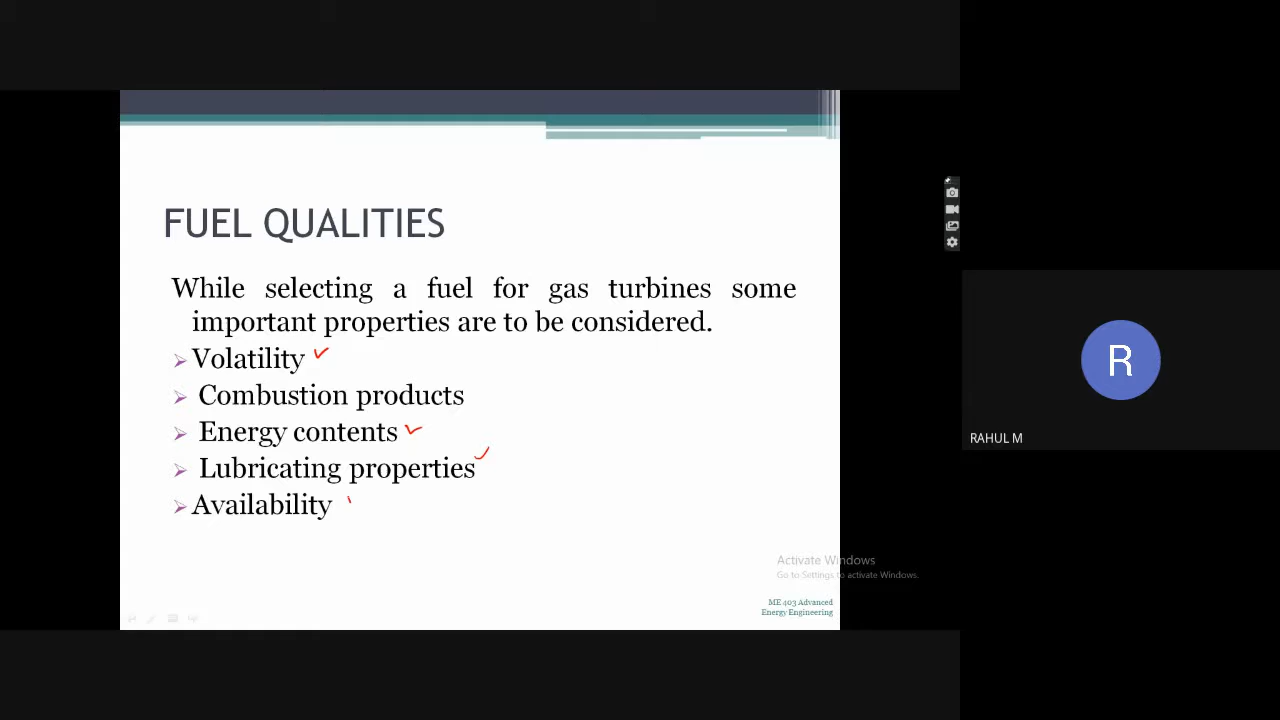 FUEL QUALITIES
While selecting a fuel for gas turbines some
important properties are to be considered.
Volatility
Combustion products
Energy contents
Lubricating properties
Availability
Activate Windows
Go to Settings to activate Windows.
ME 403 Advanced
Energy Engineering
R
RAHUL M